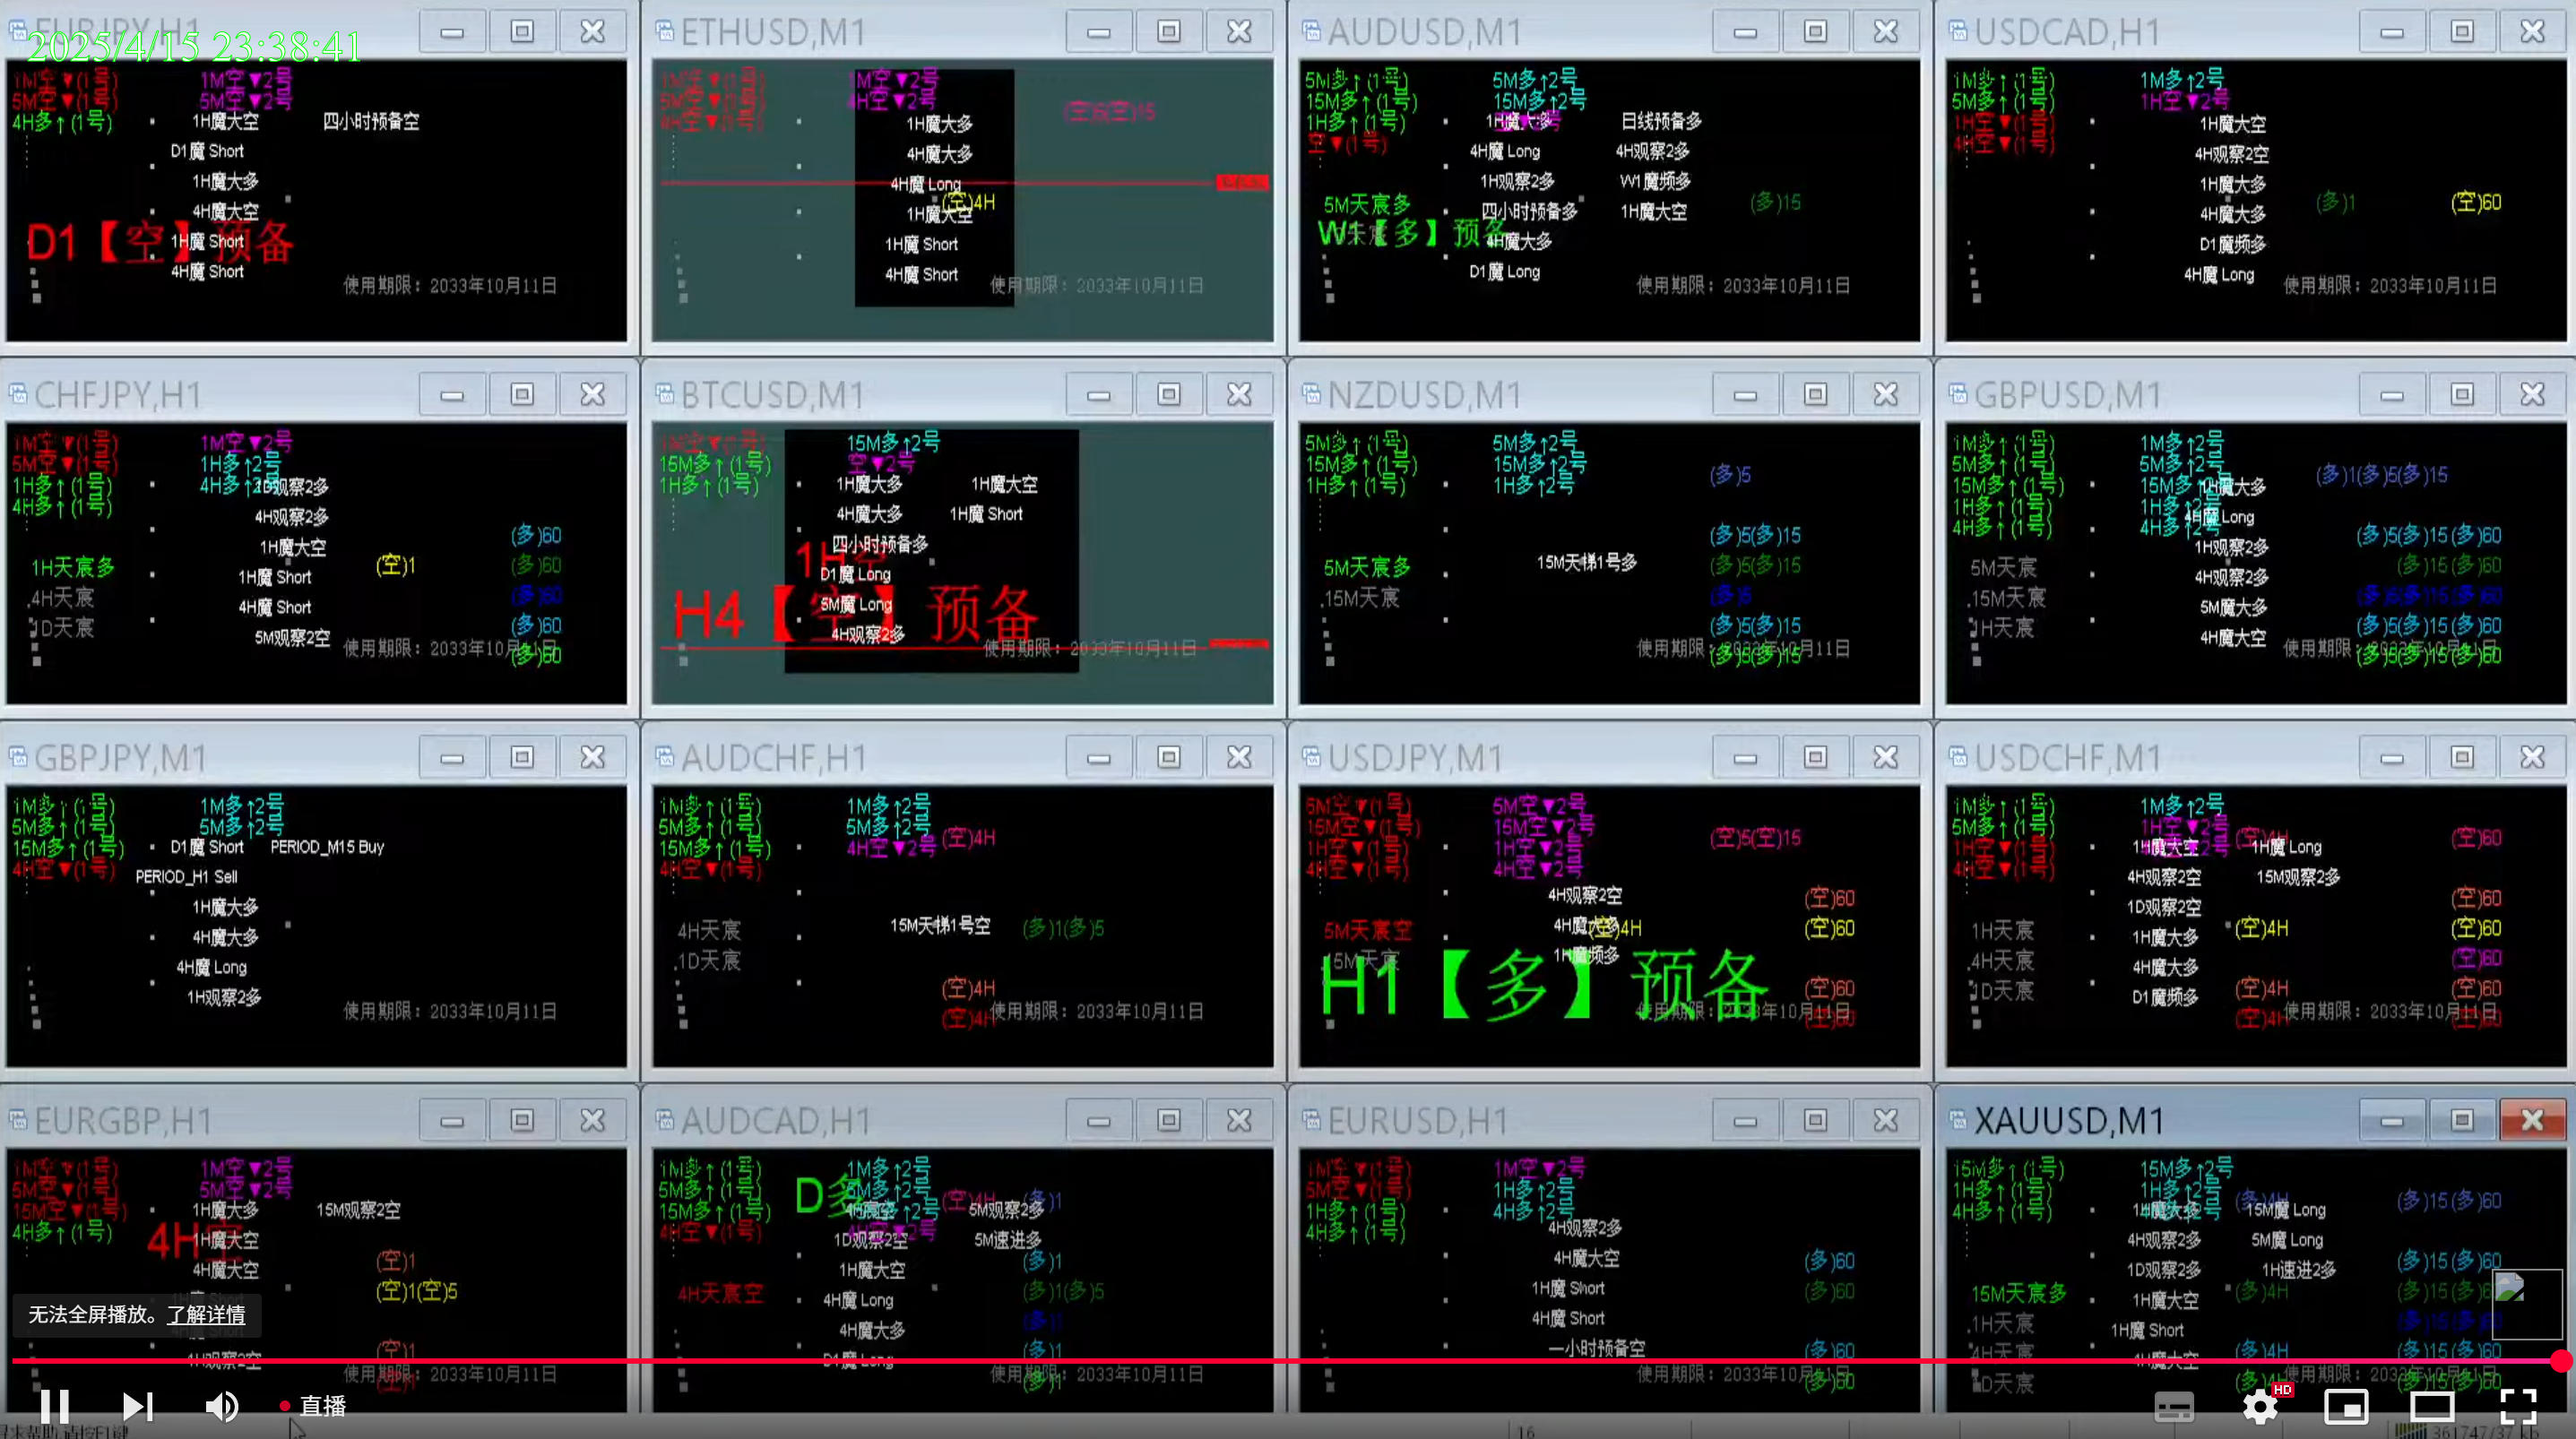 EURJPY,H1
2025/4/15 23:38:41
1M空▼(1号)
1M空▼2号
5M空▼(1号)
5M空▼2号
4H多↑(1号)
1H魔大空
四小时预备空
D1魔 Short
1H魔大多
4H魔大空
D1【空】预备
1H魔 Short
4H魔 Short
使用期限：2033年10月11日
ETHUSD,M1
1M空▼(1号)
1M空▼2号
5M空▼(1号)
4H空▼2号
4H空▼(1号)
1H魔大多
4H魔大多
4H魔 Long
(空)4H
1H魔大空
1H魔 Short
4H魔 Short
使用期限：2033年10月11日
AUDUSD,M1
5M多↑(1号)
5M多↑2号
15M多↑(1号)
15M多↑2号
1H多↑(1号)
1H魔大多
日线预备多
空▼(1号)
4H魔 Long
4H观察2多
1H观察2多
W1魔频多
5M天宸多
四小时预备多
1H魔大空
(多)15
W1【多】预备
4H魔大多
D1魔 Long
使用期限：2033年10月11日
USDCAD,H1
1M多↑(1号)
1M多↑2号
5M多↑(1号)
1H空▼2号
1H空▼(1号)
4H空▼(1号)
1H魔大空
4H观察2空
1H魔大多
4H魔大多
(多)1
(空)60
D1魔频多
4H魔 Long
使用期限：2033年10月11日
CHFJPY,H1
1M空▼(1号)
1M空▼2号
5M空▼(1号)
1H多↑2号
1H多↑(1号)
4H多↑2号
1D观察2多
4H多↑(1号)
4H观察2多
(多)60
1H天宸多
1H魔大空
(空)1
(多)60
4H天宸
1H魔 Short
(多)60
4H魔 Short
1D天宸
5M观察2空
(多)60
使用期限：2033年10月11日
(多)60
BTCUSD,M1
1M空▼(1号)
15M多↑2号
15M多↑(1号)
空▼2号
1H多↑(1号)
1H魔大多
1H魔大空
4H魔大多
1H魔 Short
四小时预备多
1H空
D1魔 Long
5M魔 Long
H4【空】预备
4H观察2多
使用期限：2033年10月11日
NZDUSD,M1
5M多↑(1号)
5M多↑2号
15M多↑(1号)
15M多↑2号
1H多↑(1号)
1H多↑2号
(多)5
(多)5(多)15
5M天宸多
15M天梯1号多
(多)5(多)15
15M天宸
(多)5
(多)5(多)15
使用期限：2033年10月11日
(多)5(多)15
GBPUSD,M1
1M多↑(1号)
1M多↑2号
5M多↑(1号)
5M多↑2号
15M多↑(1号)
15M多↑2号
(多)1(多)5(多)15
1H多↑(1号)
1H多↑2号
1H魔大多
4H多↑(1号)
4H多↑2号
4H魔 Long
(多)5(多)15(多)60
5M天宸
1H观察2多
(多)15(多)60
15M天宸
4H观察2多
(多)5(多)15(多)60
1H天宸
5M魔大多
(多)5(多)15(多)60
4H魔大空
使用期限：2033年10月11日
(多)5(多)15(多)60
GBPJPY,M1
1M多↑(1号)
1M多↑2号
5M多↑(1号)
5M多↑2号
15M多↑(1号)
D1魔 Short
PERIOD_M15 Buy
4H空▼(1号)
PERIOD_H1 Sell
1H魔大多
4H魔大多
4H魔 Long
1H观察2多
使用期限：2033年10月11日
AUDCHF,H1
1M多↑(1号)
1M多↑2号
5M多↑(1号)
5M多↑2号
15M多↑(1号)
4H空▼2号
(空)4H
4H空▼(1号)
4H天宸
15M天梯1号空
(多)1(多)5
1D天宸
(空)4H
使用期限：2033年10月11日
(空)4H
USDJPY,M1
5M空▼(1号)
5M空▼2号
15M空▼(1号)
15M空▼2号
1H空▼(1号)
1H空▼2号
(空)5(空)15
4H空▼(1号)
4H空▼2号
4H观察2空
(空)60
5M天宸空
4H魔大多
(空)4H
(空)60
15M天宸
1H魔频多
H1【多】预备
(空)60
使用期限：2033年10月11日
(空)60
USDCHF,M1
1M多↑(1号)
1M多↑2号
5M多↑(1号)
1H空▼2号
(空)4H
(空)60
1H空▼(1号)
1H魔大空
1H魔 Long
4H空▼(1号)
4H观察2空
15M观察2多
1D观察2空
(空)60
1H天宸
1H魔大多
(空)4H
(空)60
4H天宸
4H魔大多
(空)60
1D天宸
D1魔频多
(空)4H
(空)60
使用期限：2033年10月11日
(空)4H
(空)60
EURGBP,H1
1M空▼(1号)
1M空▼2号
5M空▼(1号)
5M空▼2号
15M空▼(1号)
1H魔大多
15M观察2空
4H多↑(1号)
4H空
1H魔大空
4H魔大空
(空)1
(空)1(空)5
无法全屏播放。了解详情
(空)1
1H观察2空
使用期限：2033年10月11日
(空)1
AUDCAD,H1
1M多↑(1号)
1M多↑2号
5M多↑(1号)
5M多↑2号
D多
15M多↑(1号)
15M多↑2号
(空)4H
(多)1
5M观察2多
4H空▼(1号)
4H空▼2号
1D观察2空
5M速进多
1H魔大空
(多)1
4H天宸空
4H魔 Long
(多)1(多)5
4H魔大多
(多)1
D1魔 Long
(多)1
使用期限：2033年10月11日
(多)1
EURUSD,H1
1M空▼(1号)
1M空▼2号
5M空▼(1号)
1H多↑2号
1H多↑(1号)
4H多↑2号
4H多↑(1号)
4H观察2多
4H魔大空
(多)60
1H魔 Short
(多)60
4H魔 Short
一小时预备空
(多)60
使用期限：2033年10月11日
(多)60
XAUUSD,M1
15M多↑(1号)
15M多↑2号
1H多↑(1号)
1H多↑2号
(多)4H
(多)15(多)60
4H多↑(1号)
4H多↑2号
1H魔大多
15M魔 Long
4H观察2多
5M魔 Long
1D观察2多
1H速进2多
(多)15(多)60
15M天宸多
1H魔大空
(多)4H
(多)15(多)6
1H天宸
1H魔 Short
(多)15(多)60
4H天宸
4H魔大空
(多)4H
(多)15(多)60
1D天宸
使用期限：2033年10月11日
(多)4H
(多)15(多)60
直播
HD
16
361747/37 kb